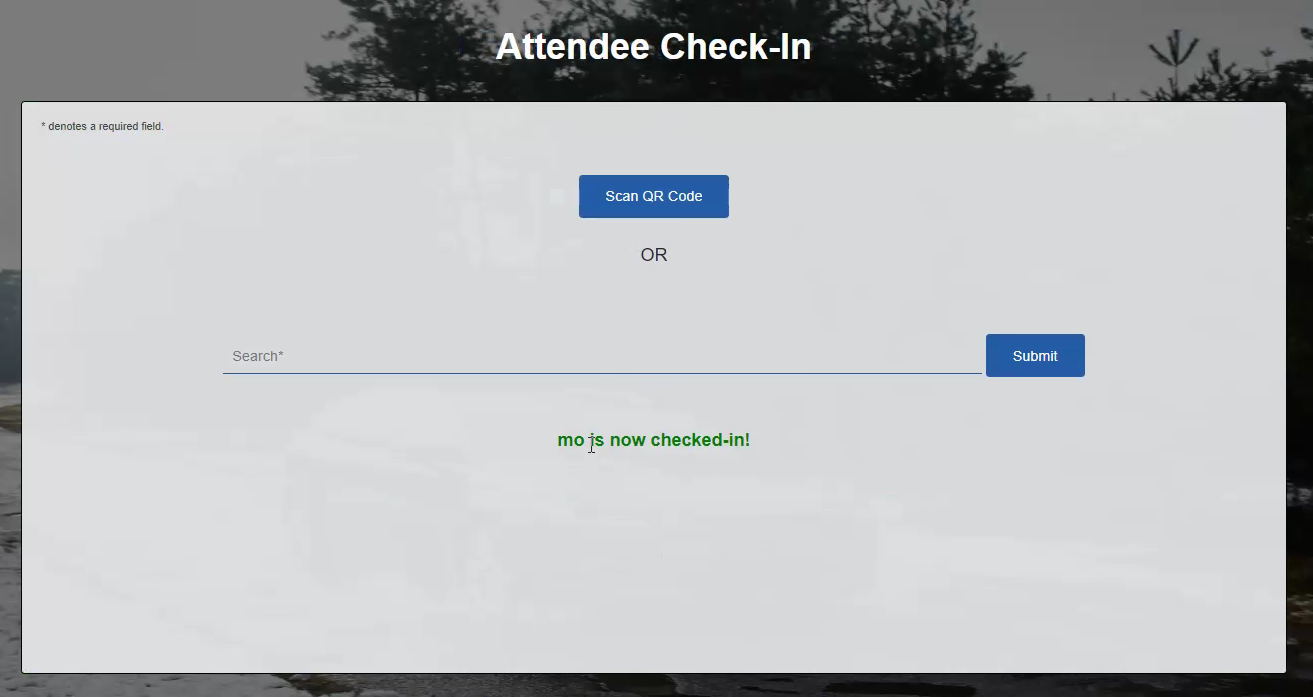 Attendee Check-In
* denotes a required field.
Scan QR Code
OR
Search*
Submit
mo is now checked-in!